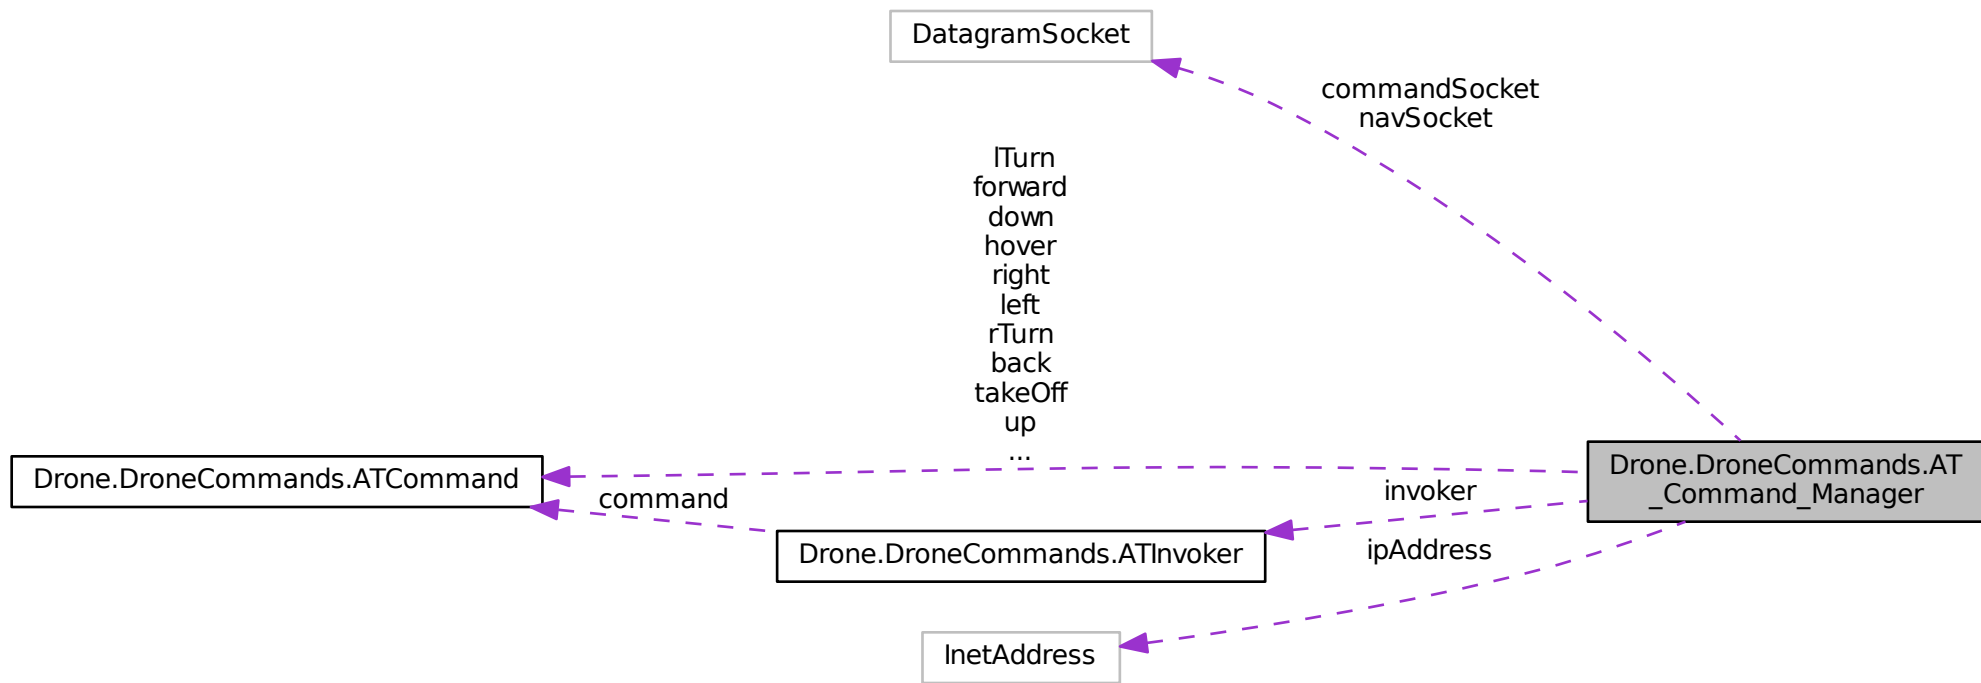 DatagramSocket
commandSocket
navSocket
lTurn
forward
down
hover
right
left
rTurn
back
takeOff
up
...
Drone.DroneCommands.ATCommand
command
invoker
Drone.DroneCommands.AT
_Command_Manager
Drone.DroneCommands.ATInvoker
ipAddress
InetAddress